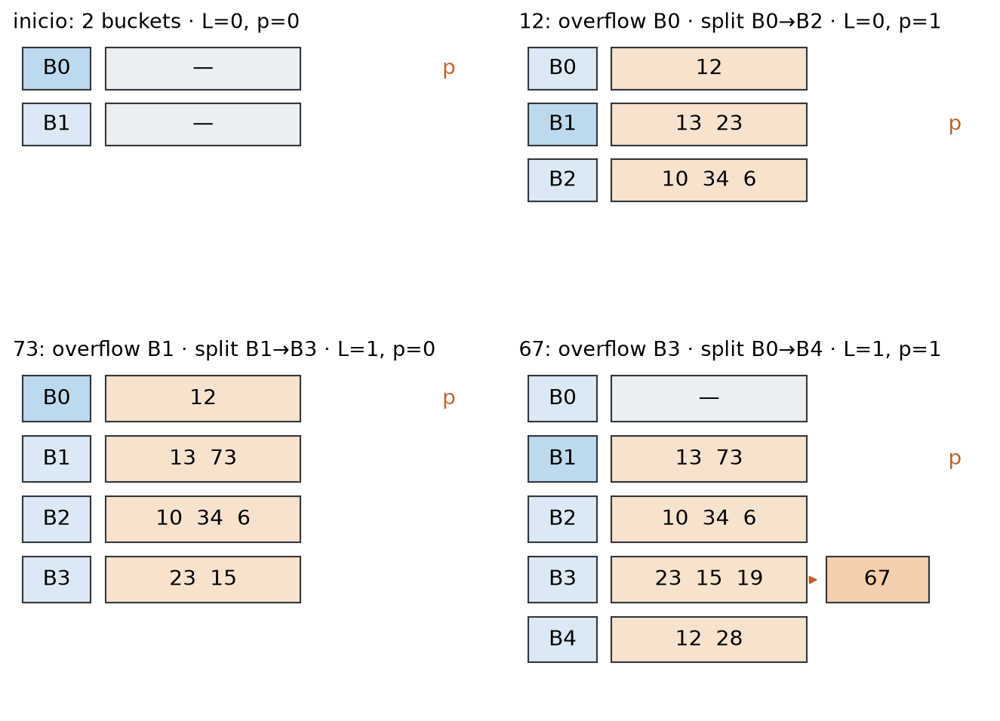 inicio: 2 buckets · L=0, p=0
B0 — p
B1 —
12: overflow B0 · split B0→B2 · L=0, p=1
B0 12
B1 13 23 p
B2 10 34 6
73: overflow B1 · split B1→B3 · L=1, p=0
B0 12 p
B1 13 73
B2 10 34 6
B3 23 15
67: overflow B3 · split B0→B4 · L=1, p=1
B0 —
B1 13 73 p
B2 10 34 6
B3 23 15 19 67
B4 12 28